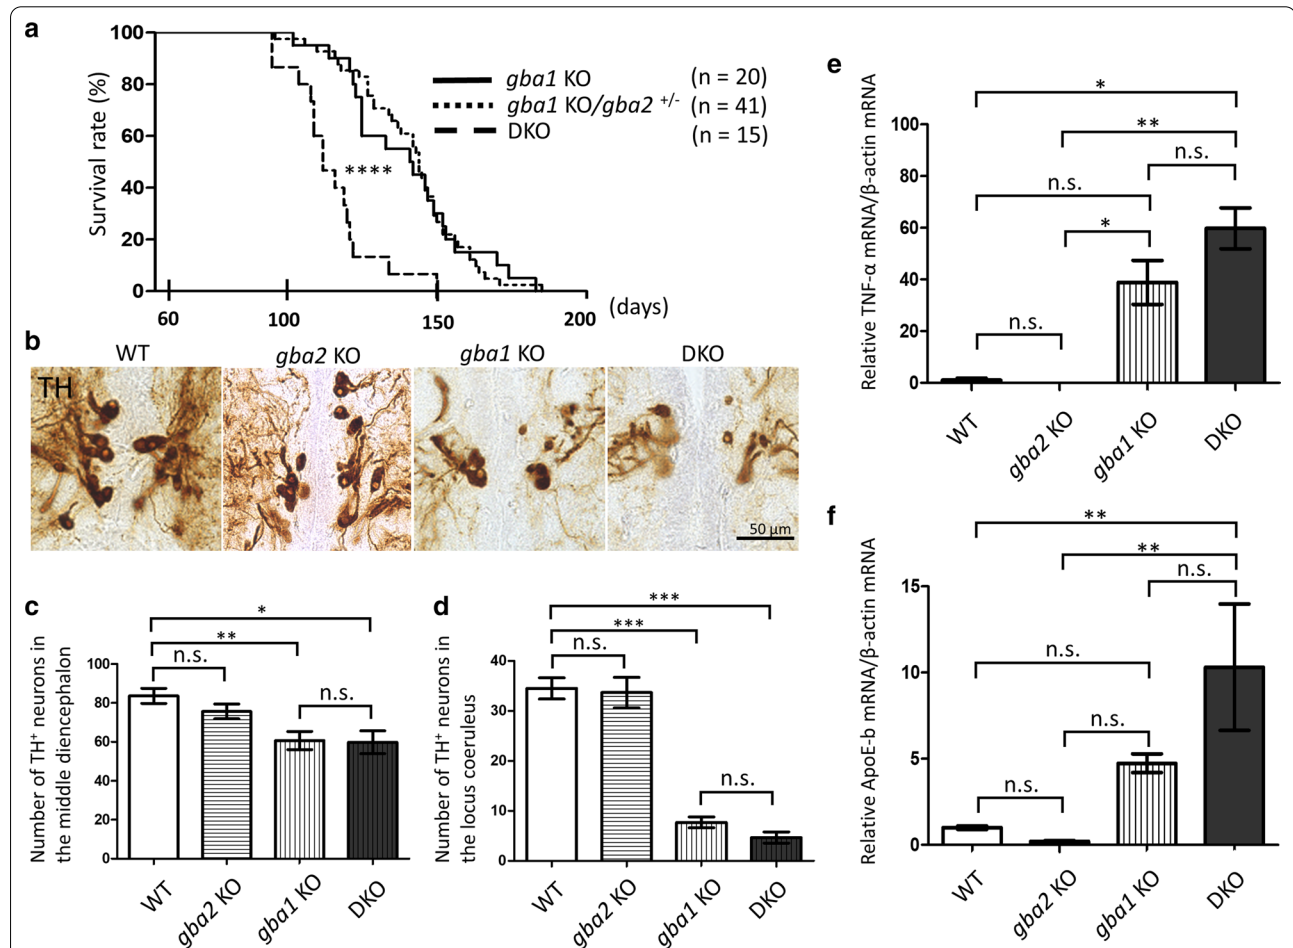 a
Survival rate (%)
100
80
60
40
20
0
60 100 150 200 (days)
gba1 KO (n = 20)
gba1 KO/gba2 +/- (n = 41)
DKO (n = 15)
****
b
WT gba2 KO gba1 KO DKO
TH
50 µm
c
Number of TH⁺ neurons in
the middle diencephalon
100
80
60
40
20
0
*
**
n.s.
n.s.
WT gba2 KO gba1 KO DKO
d
Number of TH⁺ neurons in
the locus coeruleus
40
30
20
10
0
***
***
n.s.
n.s.
WT gba2 KO gba1 KO DKO
e
Relative TNF-α mRNA/β-actin mRNA
100
80
60
40
20
0
*
**
n.s.
n.s.
*
n.s.
WT gba2 KO gba1 KO DKO
f
Relative ApoE-b mRNA/β-actin mRNA
15
10
5
0
**
**
n.s.
n.s.
n.s.
n.s.
WT gba2 KO gba1 KO DKO